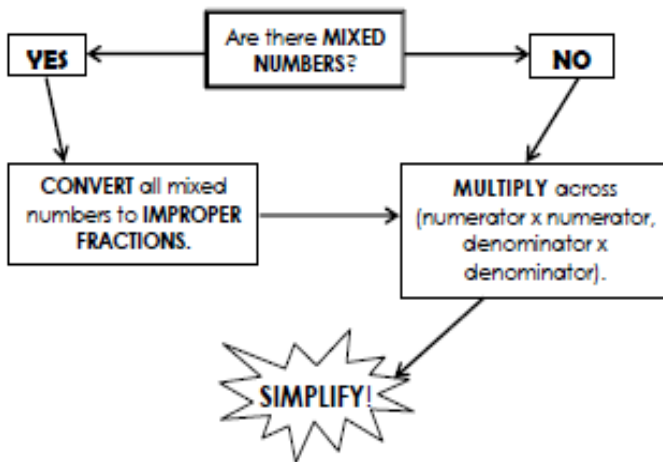 Are there MIXED
NUMBERS?
YES
NO
CONVERT all mixed
numbers to IMPROPER
FRACTIONS.
MULTIPLY across
(numerator x numerator,
denominator x
denominator).
SIMPLIFY!